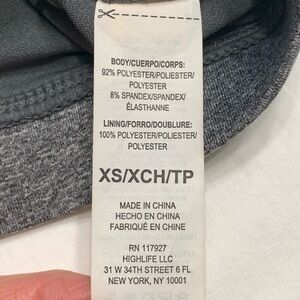 BODY/CUERPO/CORPS:
92% POLYESTER/POLIESTER/
POLYESTER
8% SPANDEX/SPANDEX/
ÉLASTHANNE
LINING/FORRO/DOUBLURE:
100% POLYESTER/POLIESTER/
POLYESTER
XS/XCH/TP
MADE IN CHINA
HECHO EN CHINA
FABRIQUÉ EN CHINE
RN 117927
HIGHLIFE LLC
31 W 34TH STREET 6 FL
NEW YORK, NY, 10001